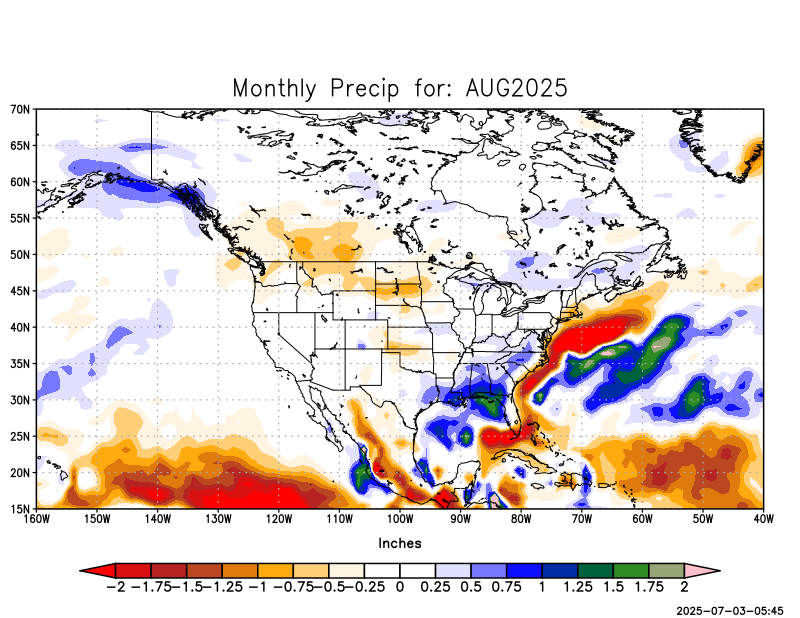 Monthly Precip for: AUG2025
70N
65N
60N
55N
50N
45N
40N
35N
30N
25N
20N
15N
160W 150W 140W 130W 120W 110W 100W 90W 80W 70W 60W 50W 40W
Inches
-2 -1.75-1.5-1.25 -1 -0.75-0.5-0.25 0 0.25 0.5 0.75 1 1.25 1.5 1.75 2
2025-07-03-05:45